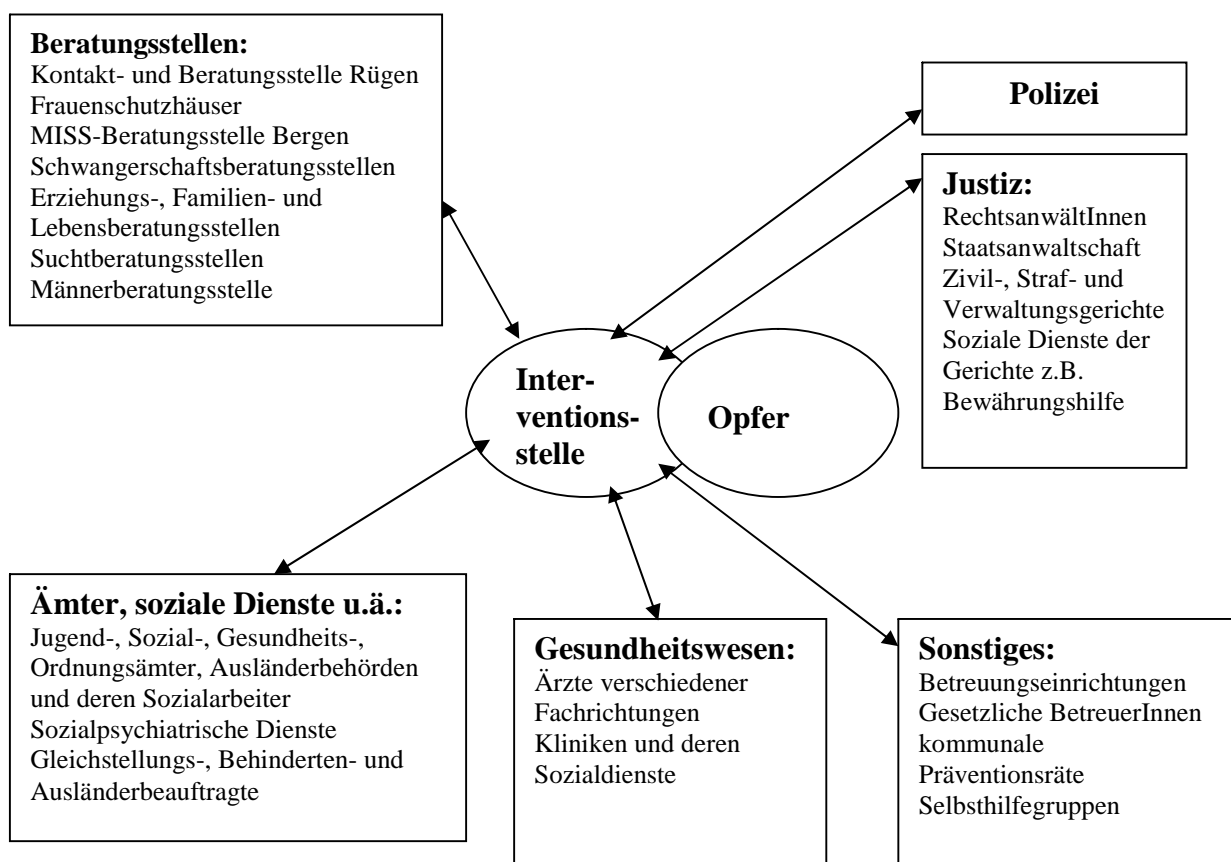 Beratungsstellen:
Kontakt- und Beratungsstelle Rügen
Frauenschutzhäuser
MISS-Beratungsstelle Bergen
Schwangerschaftsberatungsstellen
Erziehungs-, Familien- und
Lebensberatungsstellen
Suchtberatungsstellen
Männerberatungsstelle
Polizei
Justiz:
RechtsanwältInnen
Staatsanwaltschaft
Zivil-, Straf- und
Verwaltungsgerichte
Soziale Dienste der
Gerichte z.B.
Bewährungshilfe
Inter-
ventions-
stelle
Opfer
Ämter, soziale Dienste u.ä.:
Jugend-, Sozial-, Gesundheits-,
Ordnungsämter, Ausländerbehörden
und deren Sozialarbeiter
Sozialpsychiatrische Dienste
Gleichstellungs-, Behinderten- und
Ausländerbeauftragte
Gesundheitswesen:
Ärzte verschiedener
Fachrichtungen
Kliniken und deren
Sozialdienste
Sonstiges:
Betreuungseinrichtungen
Gesetzliche BetreuerInnen
kommunale
Präventionsräte
Selbsthilfegruppen